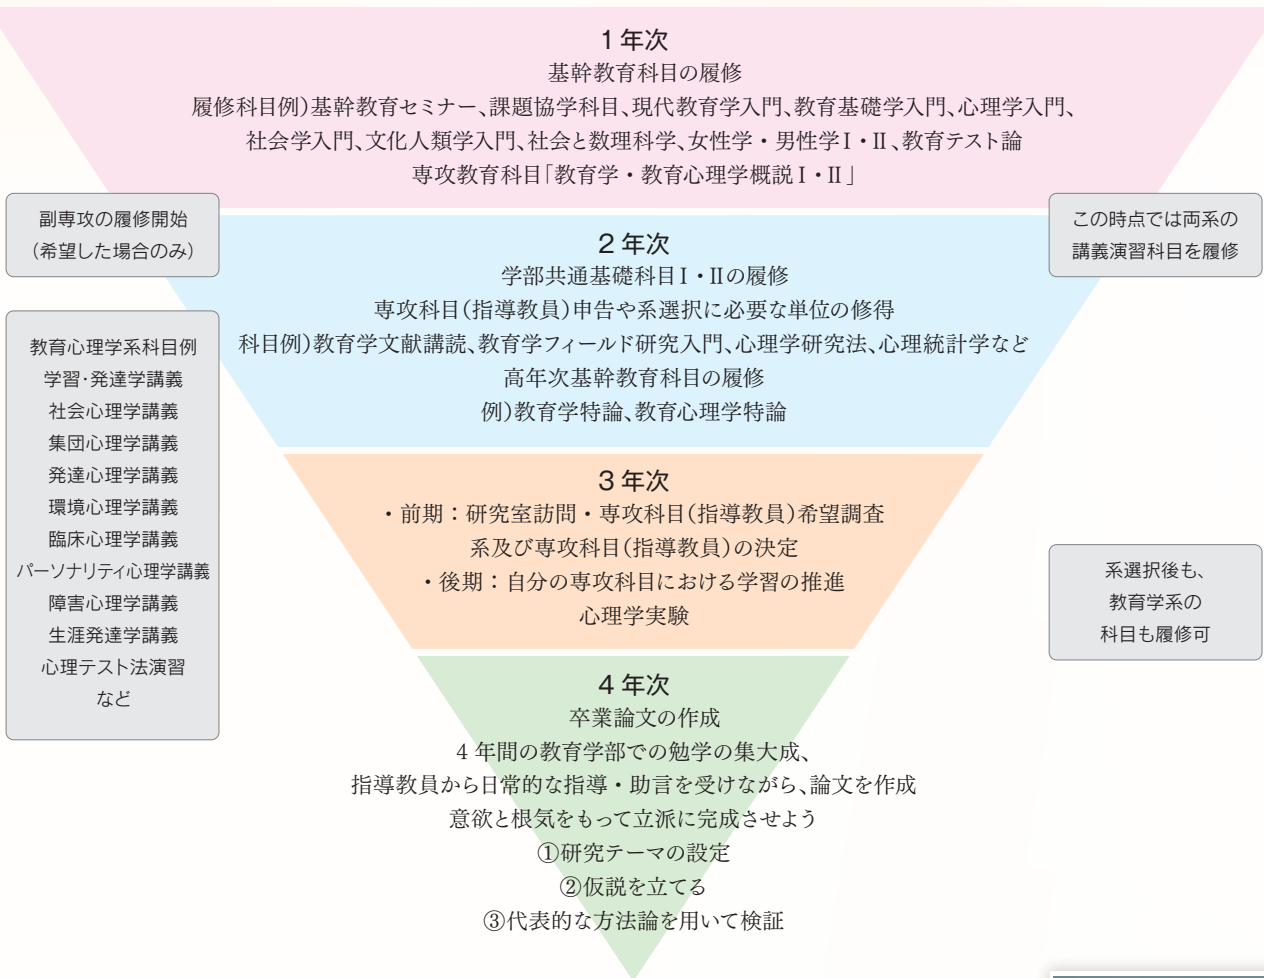 1 年次
基幹教育科目の履修
履修科目例)基幹教育セミナー、課題協学科目、現代教育学入門、教育基礎学入門、心理学入門、
社会学入門、文化人類学入門、社会と数理科学、女性学・男性学Ⅰ・Ⅱ、教育テスト論
専攻教育科目「教育学・教育心理学概説Ⅰ・Ⅱ」
副専攻の履修開始
(希望した場合のみ)
この時点では両系の
講義演習科目を履修
2 年次
学部共通基礎科目Ⅰ・Ⅱの履修
専攻科目(指導教員)申告や系選択に必要な単位の修得
科目例)教育学文献講読、教育学フィールド研究入門、心理学研究法、心理統計学など
高年次基幹教育科目の履修
例)教育学特論、教育心理学特論
教育心理学系科目例
学習・発達学講義
社会心理学講義
集団心理学講義
発達心理学講義
環境心理学講義
臨床心理学講義
パーソナリティ心理学講義
障害心理学講義
生涯発達学講義
心理テスト法演習
など
3 年次
・前期：研究室訪問・専攻科目(指導教員)希望調査
系及び専攻科目(指導教員)の決定
・後期：自分の専攻科目における学習の推進
心理学実験
系選択後も、
教育学系の
科目も履修可
4 年次
卒業論文の作成
4 年間の教育学部での勉学の集大成、
指導教員から日常的な指導・助言を受けながら、論文を作成
意欲と根気をもって立派に完成させよう
①研究テーマの設定
②仮説を立てる
③代表的な方法論を用いて検証